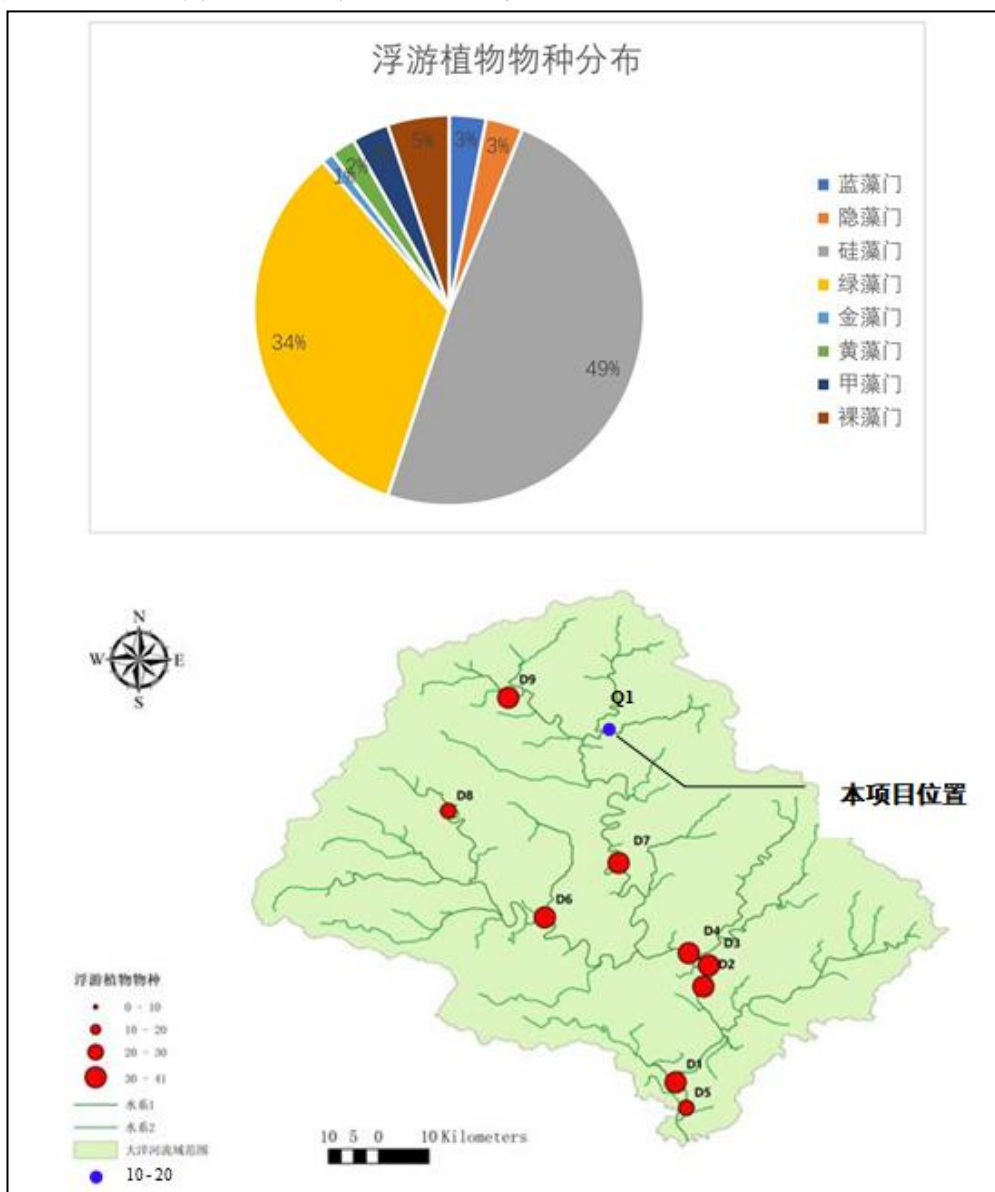 浮游植物物种分布
5%
3%
3%
2%
1%
34%
49%
蓝藻门
隐藻门
硅藻门
绿藻门
金藻门
黄藻门
甲藻门
裸藻门
N
W
E
S
D9
Q1
本项目位置
D8
D7
D6
D4
D3
D2
D1
D5
浮游植物物种
0 - 10
10 - 20
20 - 30
30 - 41
水系1
水系2
大洋河流域范围
10-20
10 5 0 10 Kilometers